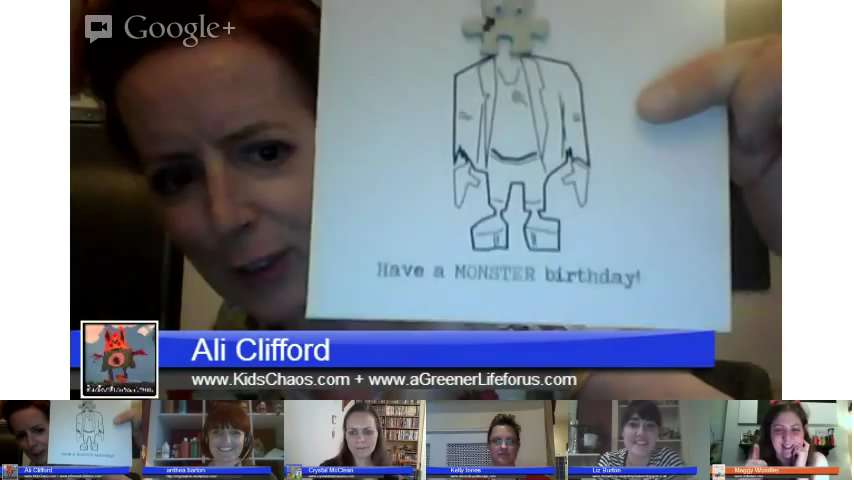 Google+
Have a MONSTER birthday!
Ali Clifford
www.KidsChaos.com + www.aGreenerLifeforus.com
Ali Clifford
anthea barton
Crystal McClean
Kelly Innes
Liz Burton
Maggy Woodley